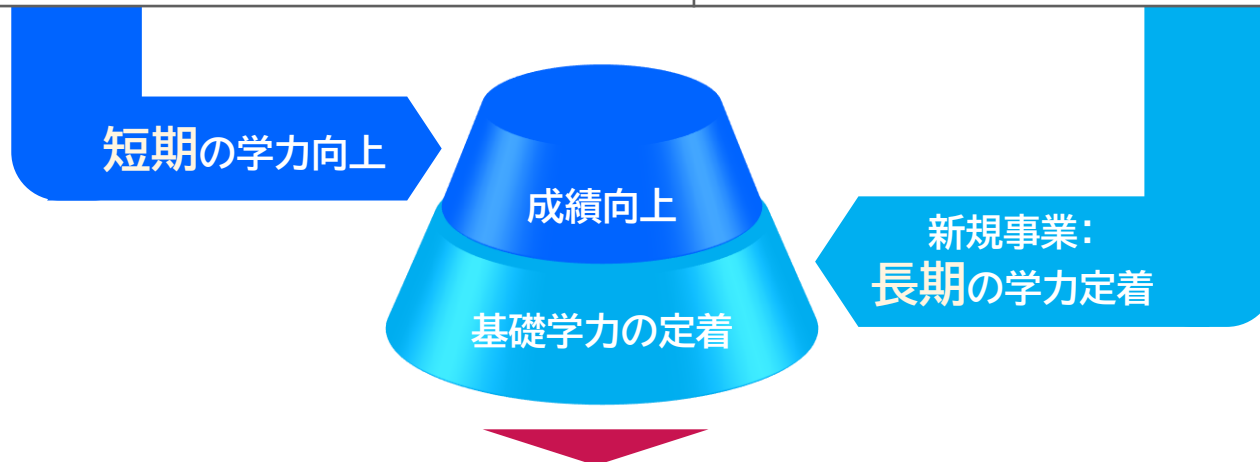 短期の学力向上
成績向上
新規事業:
長期の学力定着
基礎学力の定着